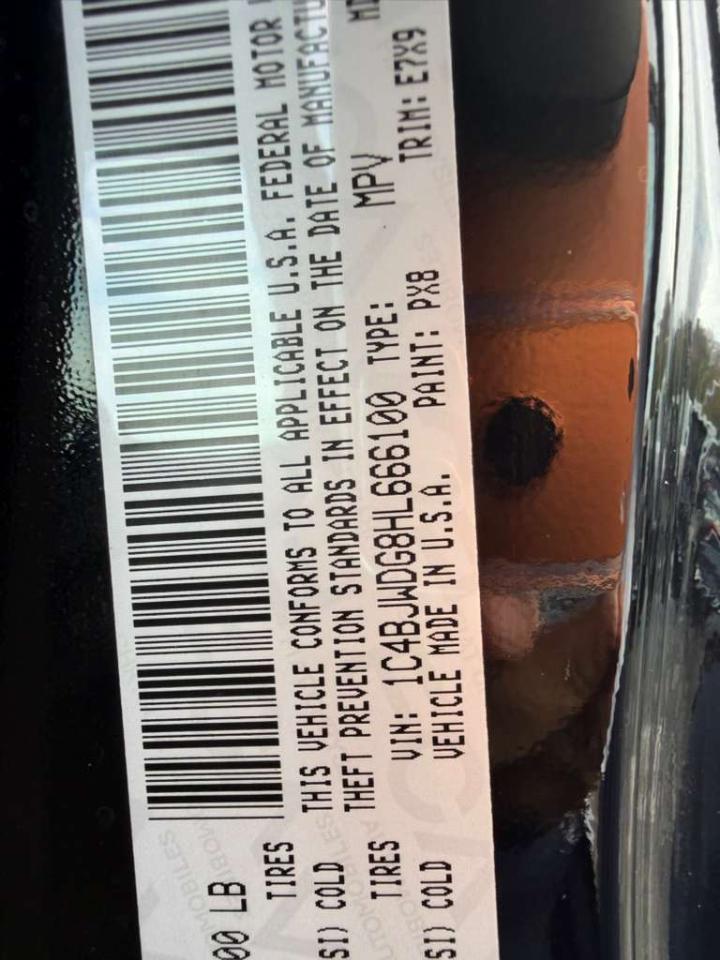 00 LB
TIRES
SI) COLD
TIRES
SI) COLD
THIS VEHICLE CONFORMS TO ALL APPLICABLE U.S.A. FEDERAL MOTOR
THEFT PREVENTION STANDARDS IN EFFECT ON THE DATE OF MANUFACTU
VIN: 1C4BJWDG8HL666100 TYPE: MPV
VEHICLE MADE IN U.S.A. PAINT: PX8 TRIM: E7X9